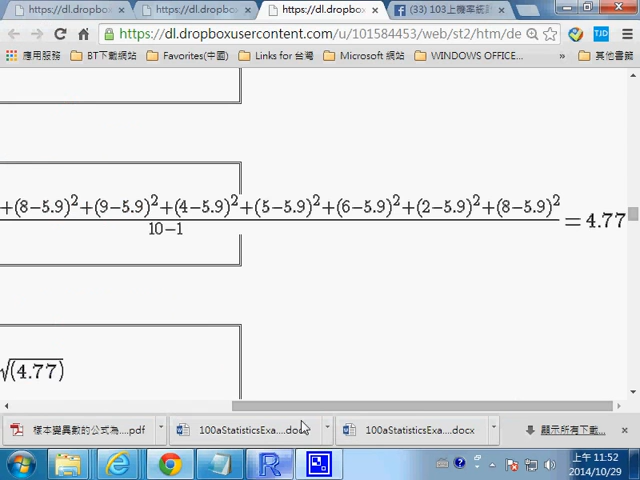 https://dl.dropbox
https://dl.dropbox
https://dl.dropbox
(33) 103上機率統
https://dl.dropboxusercontent.com/u/101584453/web/st2/htm/de
應用程式
BT下載網站
Favorites(中國)
Links for 台灣
Microsoft 網站
WINDOWS OFFICE...
»
其他書籤
+(8−5.9)²+(9−5.9)²+(4−5.9)²+(5−5.9)²+(6−5.9)²+(2−5.9)²+(8−5.9)²
10−1
= 4.77
√(4.77)
樣本變異數的公式為....pdf
100aStatisticsExa....docx
100aStatisticsExa....docx
顯示所有下載...
上午 11:52
2014/10/29